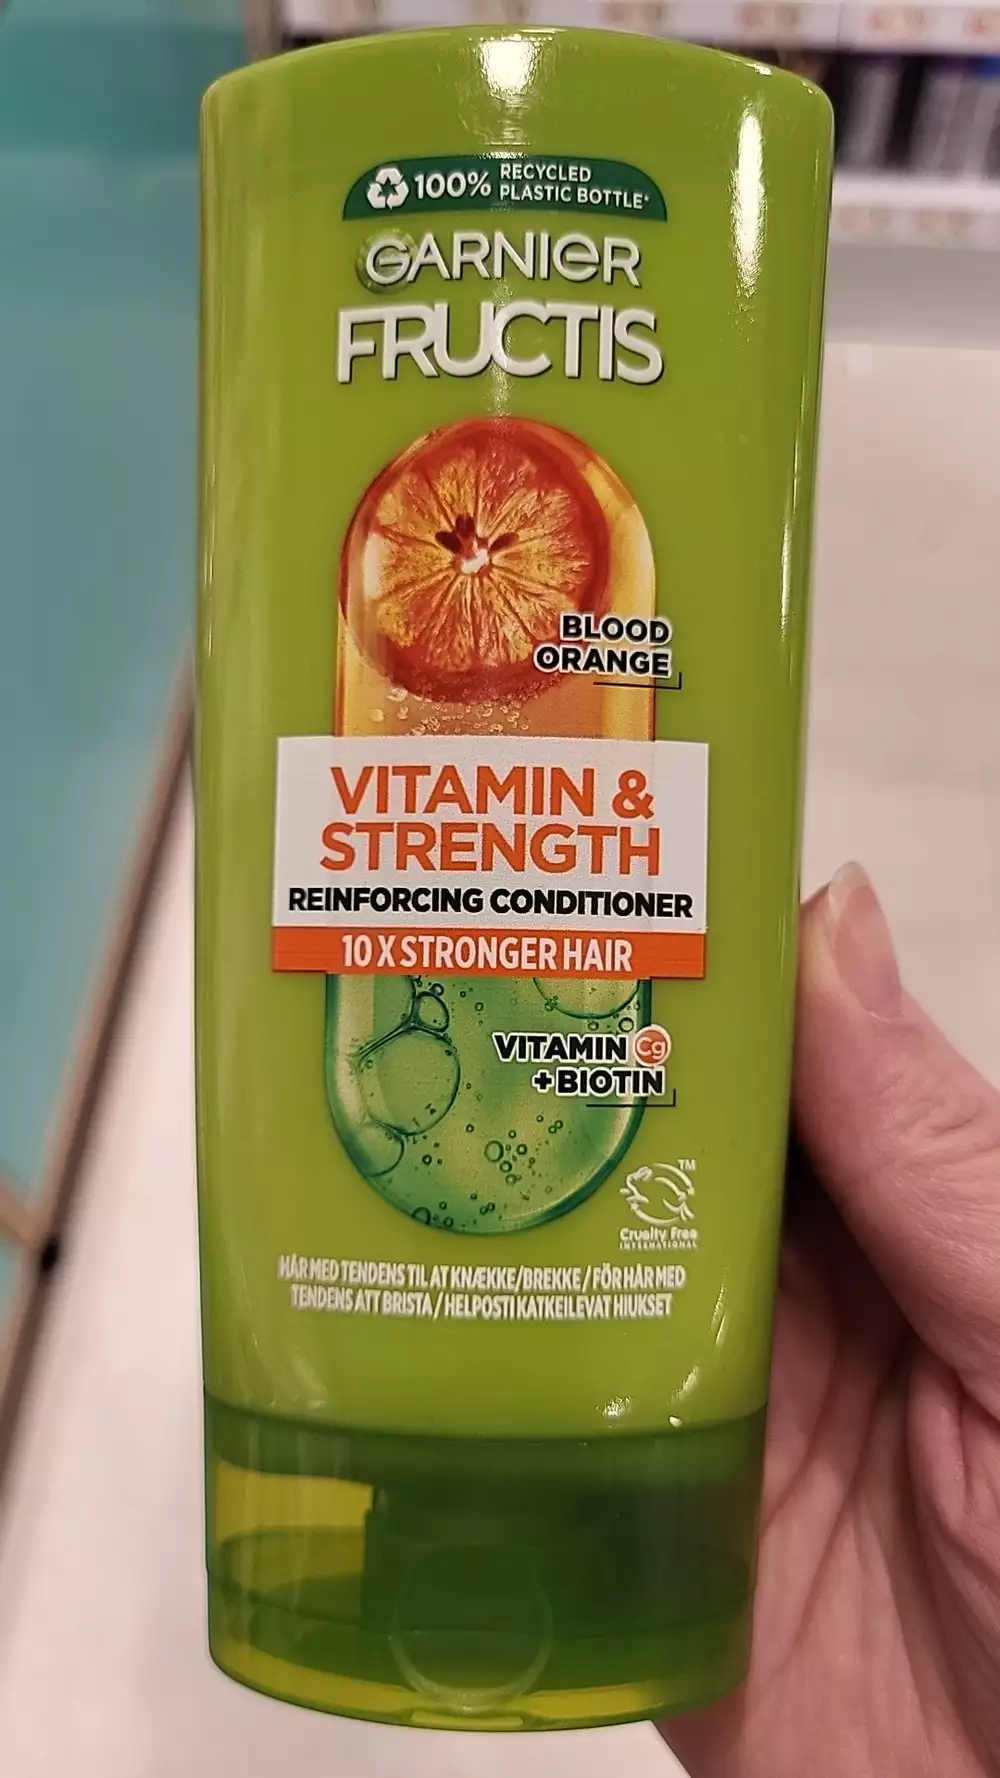 100% RECYCLED
PLASTIC BOTTLE*
GARNIER
FRUCTIS
BLOOD
ORANGE
VITAMIN &
STRENGTH
REINFORCING CONDITIONER
10 X STRONGER HAIR
VITAMIN Cg
+BIOTIN
TM
Cruelty Free
INTERNATIONAL
HÅR MED TENDENS TIL AT KNÆKKE/BREKKE / FÖR HÅR MED
TENDENS ATT BRISTA / HELPOSTI KATKEILEVAT HIUKSET